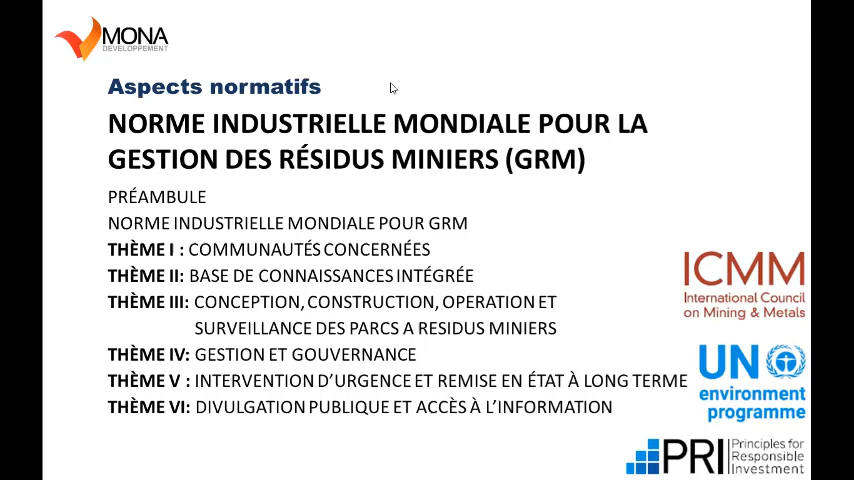 MONA
DEVELOPPEMENT
Aspects normatifs
NORME INDUSTRIELLE MONDIALE POUR LA
GESTION DES RÉSIDUS MINIERS (GRM)
PRÉAMBULE
NORME INDUSTRIELLE MONDIALE POUR GRM
THÈME I : COMMUNAUTÉS CONCERNÉES
THÈME II: BASE DE CONNAISSANCES INTÉGRÉE
THÈME III: CONCEPTION, CONSTRUCTION, OPERATION ET
SURVEILLANCE DES PARCS A RESIDUS MINIERS
THÈME IV: GESTION ET GOUVERNANCE
THÈME V : INTERVENTION D'URGENCE ET REMISE EN ÉTAT À LONG TERME
THÈME VI: DIVULGATION PUBLIQUE ET ACCÈS À L'INFORMATION
ICMM
International Council
on Mining & Metals
UN
environment
programme
PRI
Principles for
Responsible
Investment